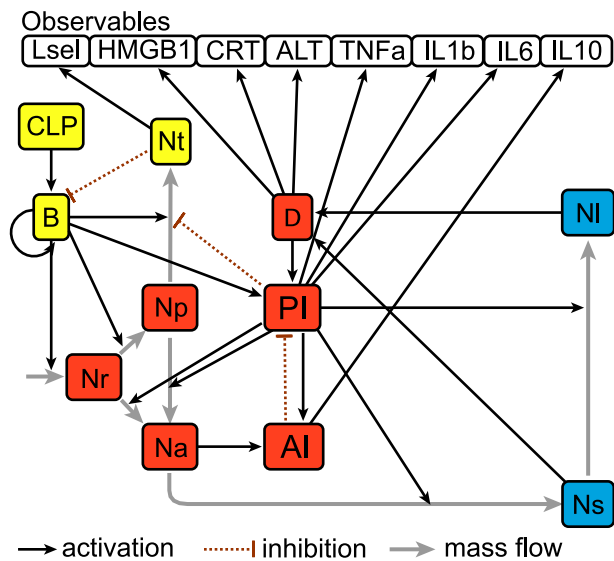 Observables
Lsel HMGB1 CRT ALT TNFa IL1b IL6 IL10
CLP
Nt
B
D
Nl
Np
PI
Nr
Na
AI
Ns
activation inhibition mass flow